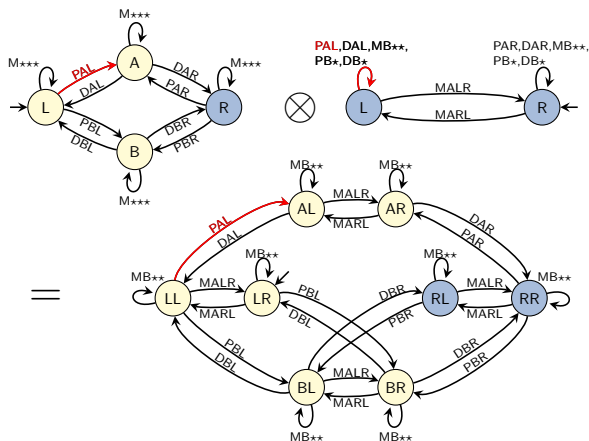 M⋆⋆⋆
M⋆⋆⋆ PAL A DAR M⋆⋆⋆
DAL PAR
L R
PBL DBR
DBL B PBR
M⋆⋆⋆
⊗
PAL,DAL,MB⋆⋆,
PB⋆,DB⋆
PAR,DAR,MB⋆⋆,
PB⋆,DB⋆
L MALR R
MARL
=
MB⋆⋆ MB⋆⋆
PAL AL MALR AR DAR
DAL MARL PAR
MB⋆⋆ MB⋆⋆ MB⋆⋆ MB⋆⋆
LL MALR LR PBL DBR RL MALR RR
MARL DBL PBR MARL
PBL DBR
DBL PBR
BL MALR BR
MARL
MB⋆⋆ MB⋆⋆